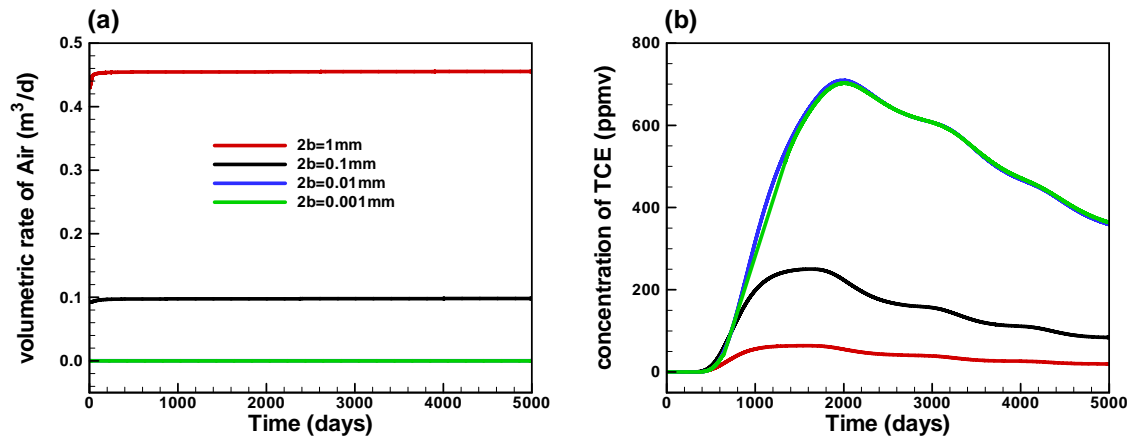 (a)
volumetric rate of Air (m³/d)
0.5
0.4
0.3
0.2
0.1
0.0
2b=1mm
2b=0.1mm
2b=0.01mm
2b=0.001mm
0 1000 2000 3000 4000 5000
Time (days)
(b)
concentration of TCE (ppmv)
800
600
400
200
0
0 1000 2000 3000 4000 5000
Time (days)